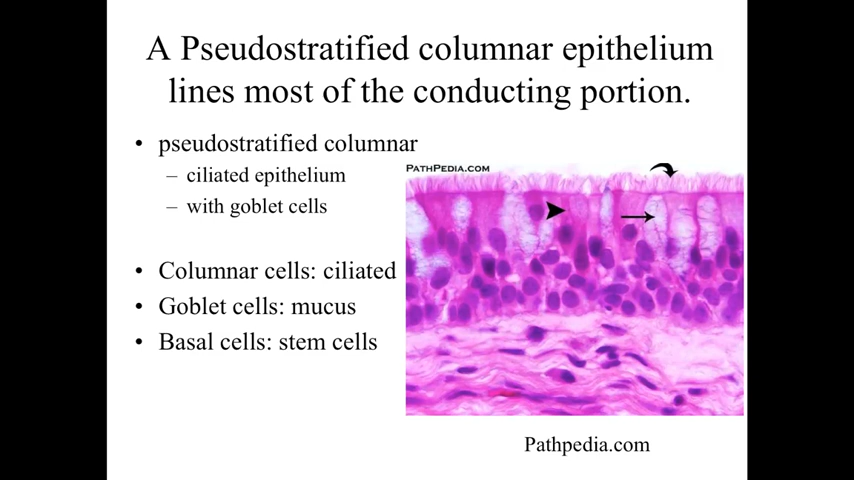 A Pseudostratified columnar epithelium
lines most of the conducting portion.
• pseudostratified columnar
– ciliated epithelium
– with goblet cells
• Columnar cells: ciliated
• Goblet cells: mucus
• Basal cells: stem cells
PATHPEDIA.COM
Pathpedia.com